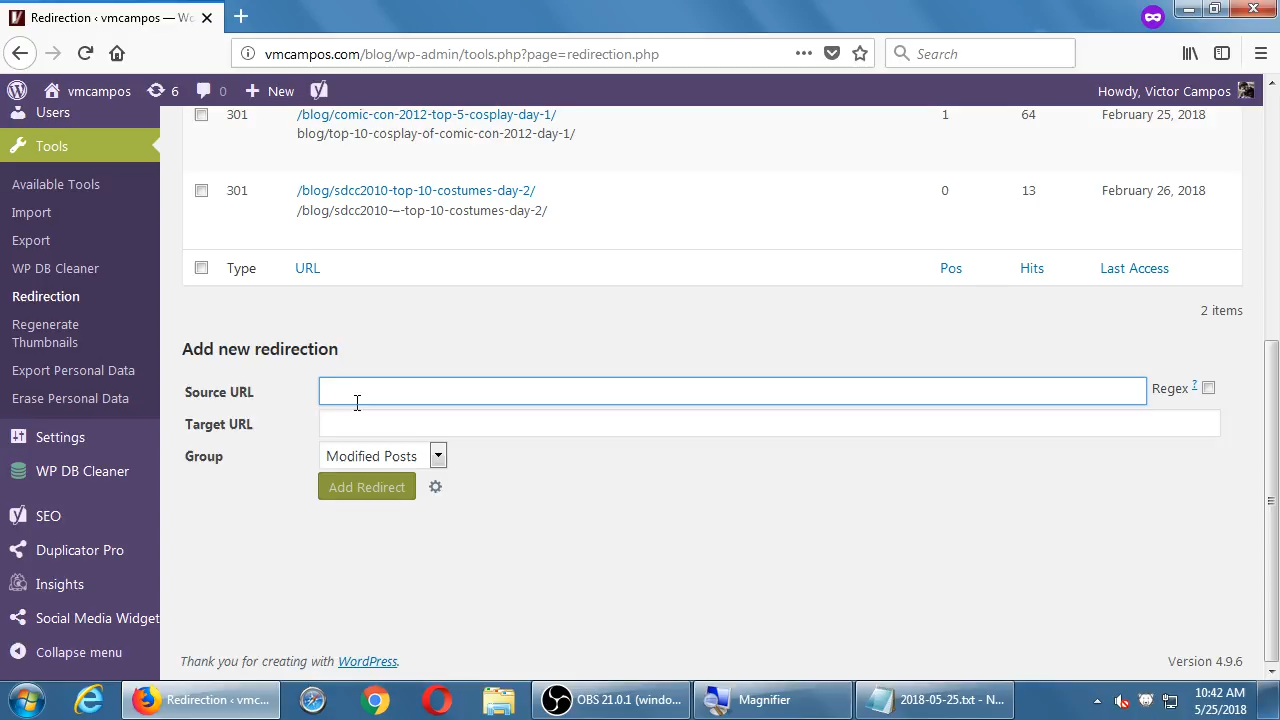 Redirection ‹ vmcampos — Wo
vmcampos.com/blog/wp-admin/tools.php?page=redirection.php
Search
vmcampos
6
0
New
Howdy, Victor Campos
Users
Tools
Available Tools
Import
Export
WP DB Cleaner
Redirection
Regenerate
Thumbnails
Export Personal Data
Erase Personal Data
Settings
WP DB Cleaner
SEO
Duplicator Pro
Insights
Social Media Widget
Collapse menu
301 /blog/comic-con-2012-top-5-cosplay-day-1/ 1 64 February 25, 2018
blog/top-10-cosplay-of-comic-con-2012-day-1/
301 /blog/sdcc2010-top-10-costumes-day-2/ 0 13 February 26, 2018
/blog/sdcc2010-–-top-10-costumes-day-2/
Type URL Pos Hits Last Access
2 items
Add new redirection
Source URL Regex ?
Target URL
Group Modified Posts
Add Redirect
Thank you for creating with WordPress.
Version 4.9.6
Redirection ‹ vmc...
OBS 21.0.1 (windo...
Magnifier
2018-05-25.txt - N...
10:42 AM
5/25/2018